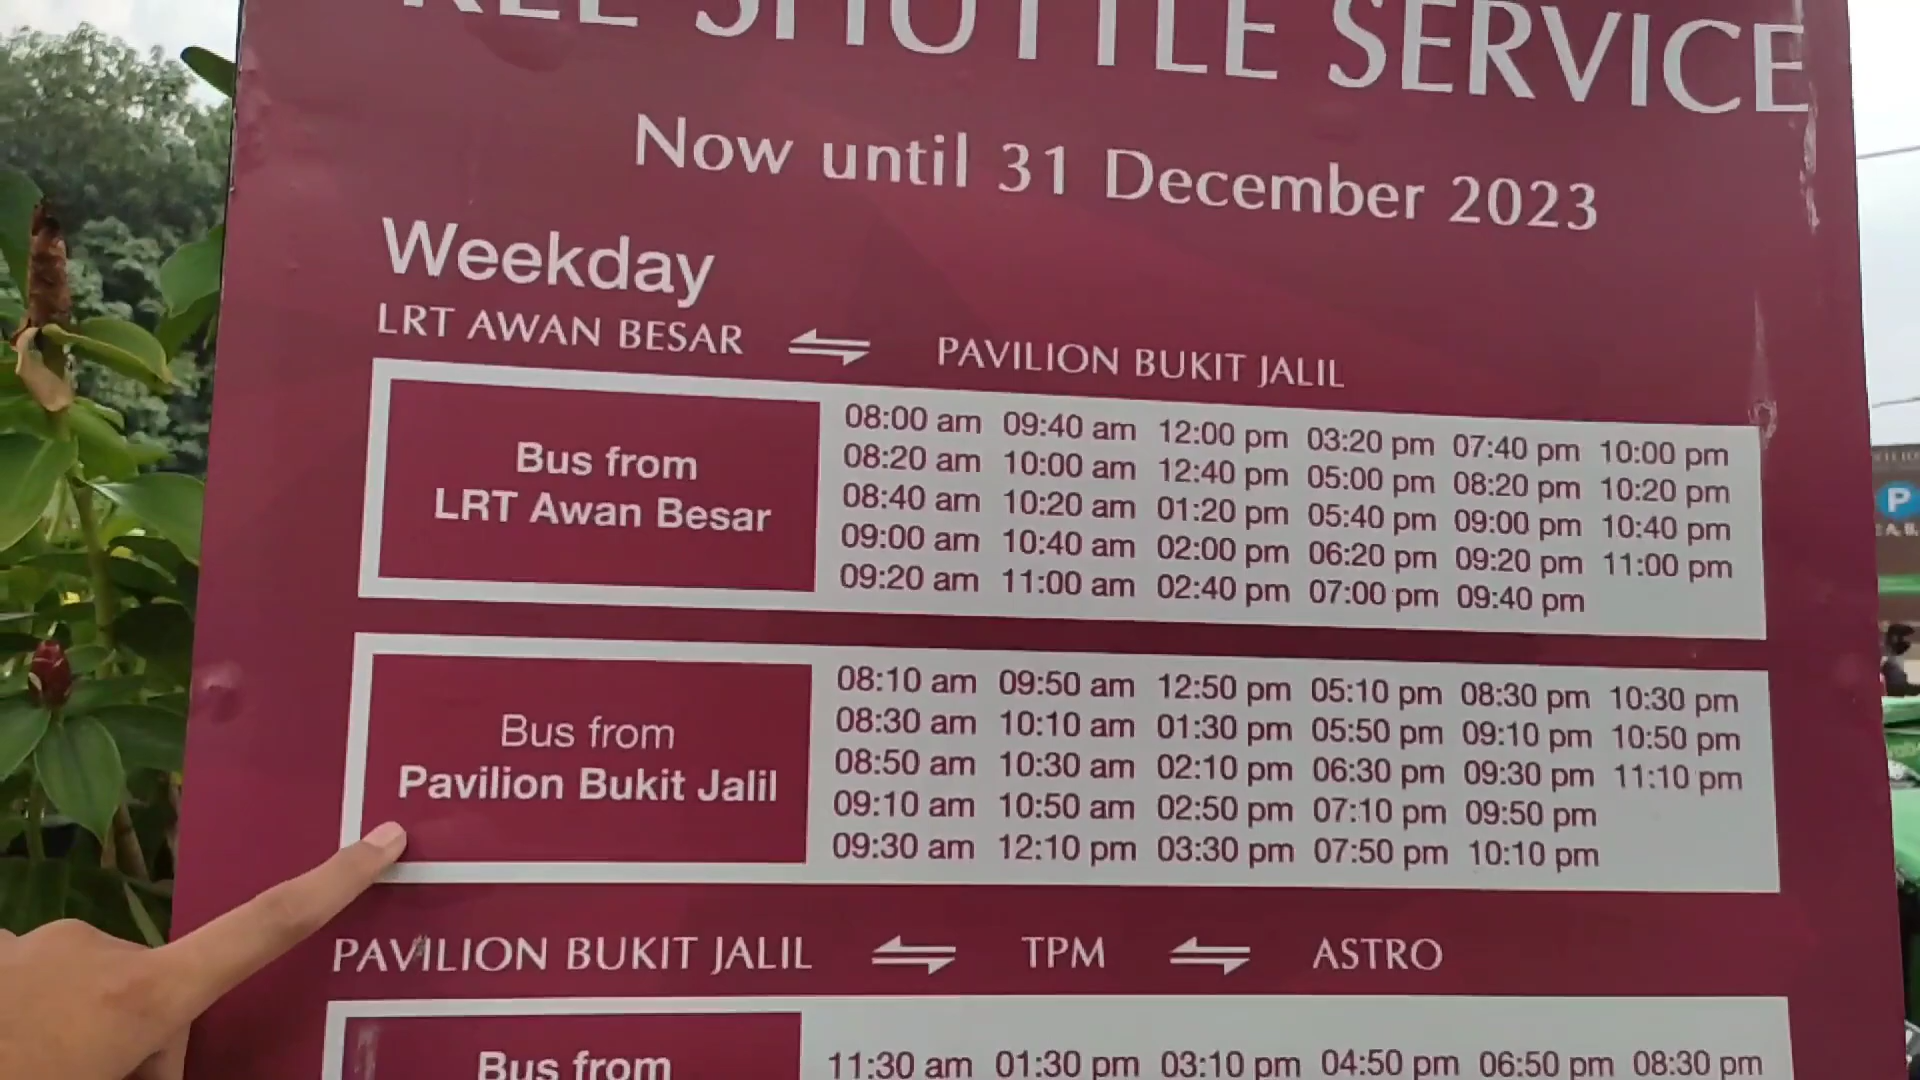 SHUTTLE SERVICE
Now until 31 December 2023
Weekday
LRT AWAN BESAR PAVILION BUKIT JALIL
Bus from
LRT Awan Besar
08:00 am 09:40 am 12:00 pm 03:20 pm 07:40 pm 10:00 pm
08:20 am 10:00 am 12:40 pm 05:00 pm 08:20 pm 10:20 pm
08:40 am 10:20 am 01:20 pm 05:40 pm 09:00 pm 10:40 pm
09:00 am 10:40 am 02:00 pm 06:20 pm 09:20 pm 11:00 pm
09:20 am 11:00 am 02:40 pm 07:00 pm 09:40 pm
Bus from
Pavilion Bukit Jalil
08:10 am 09:50 am 12:50 pm 05:10 pm 08:30 pm 10:30 pm
08:30 am 10:10 am 01:30 pm 05:50 pm 09:10 pm 10:50 pm
08:50 am 10:30 am 02:10 pm 06:30 pm 09:30 pm 11:10 pm
09:10 am 10:50 am 02:50 pm 07:10 pm 09:50 pm
09:30 am 12:10 pm 03:30 pm 07:50 pm 10:10 pm
PAVILION BUKIT JALIL TPM ASTRO
Bus from
11:30 am 01:30 pm 03:10 pm 04:50 pm 06:50 pm 08:30 pm
P